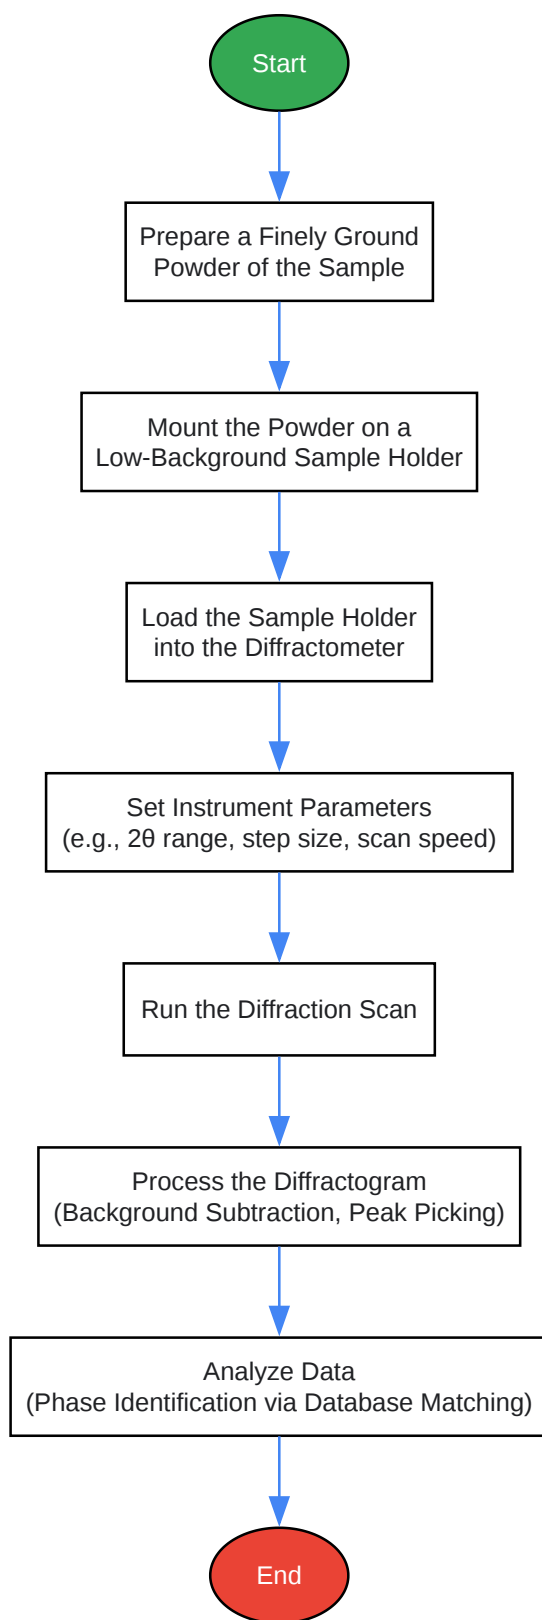 Start
Prepare a Finely Ground
Powder of the Sample
Mount the Powder on a
Low-Background Sample Holder
Load the Sample Holder
into the Diffractometer
Set Instrument Parameters
(e.g., 2θ range, step size, scan speed)
Run the Diffraction Scan
Process the Diffractogram
(Background Subtraction, Peak Picking)
Analyze Data
(Phase Identification via Database Matching)
End